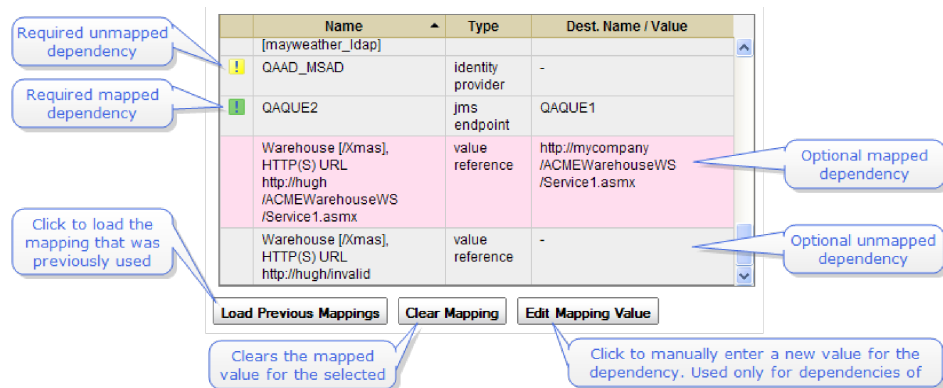 Name
Type
Dest. Name / Value
Required unmapped
dependency
[mayweather_ldap]
QAAD_MSAD
identity
provider
-
Required mapped
dependency
QAQUE2
jms
endpoint
QAQUE1
Warehouse [/Xmas],
HTTP(S) URL
http://hugh
/ACMEWarehouseWS
/Service1.asmx
value
reference
http://mycompany
/ACMEWarehouseWS
/Service1.asmx
Optional mapped
dependency
Click to load the
mapping that was
previously used
Warehouse [/Xmas],
HTTP(S) URL
http://hugh/invalid
value
reference
-
Optional unmapped
dependency
Load Previous Mappings
Clear Mapping
Edit Mapping Value
Clears the mapped
value for the selected
Click to manually enter a new value for the
dependency. Used only for dependencies of